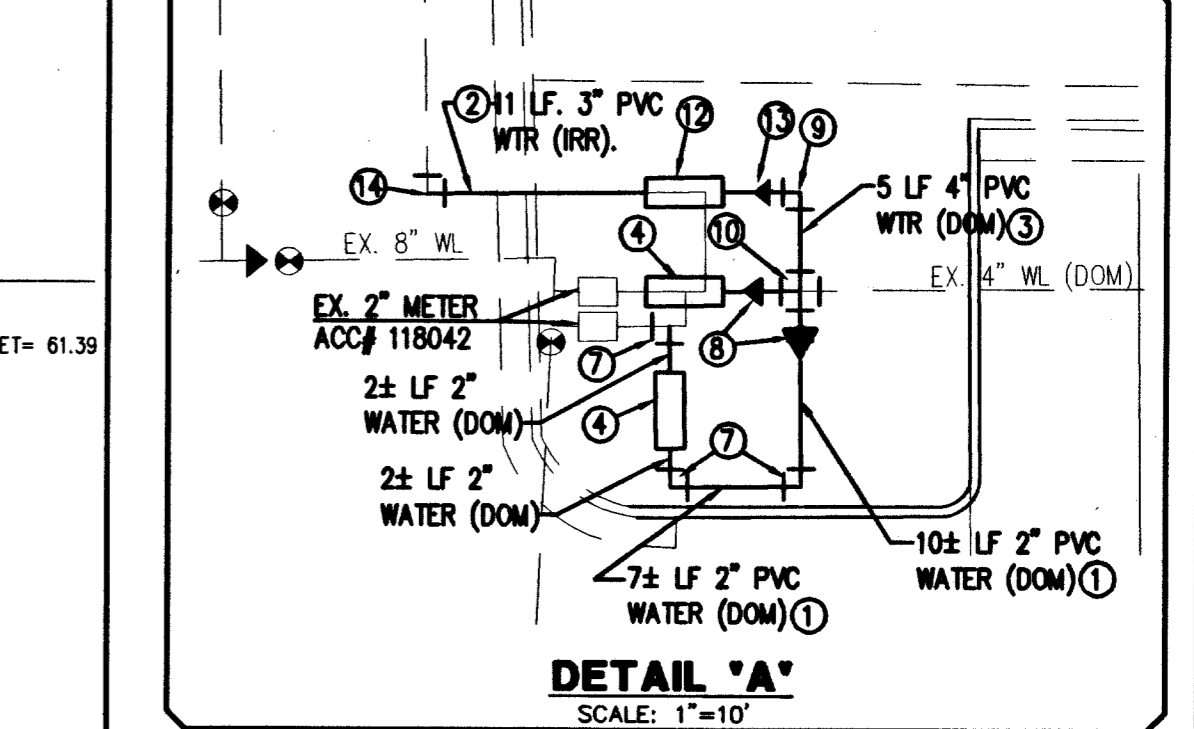 ② 11 LF. 3" PVC
WTR (IRR).
⑫
⑬
⑨
⑭
5 LF 4" PVC
WTR (DOM) ③
④
⑩
EX. 8" WL
EX. 4" WL (DOM)
EX. 2" METER
ACC# 118042
ET= 61.39
⑦
⑧
2± LF 2"
WATER (DOM)
④
⑦
2± LF 2"
WATER (DOM)
10± LF 2" PVC
WATER (DOM) ①
7± LF 2" PVC
WATER (DOM) ①
DETAIL "A"
SCALE: 1"=10'